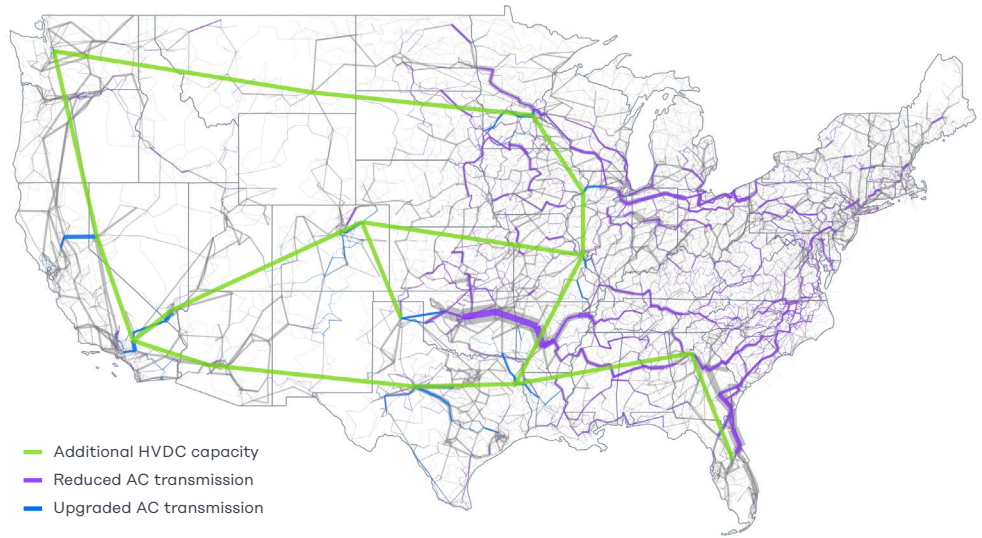 Additional HVDC capacity
Reduced AC transmission
Upgraded AC transmission